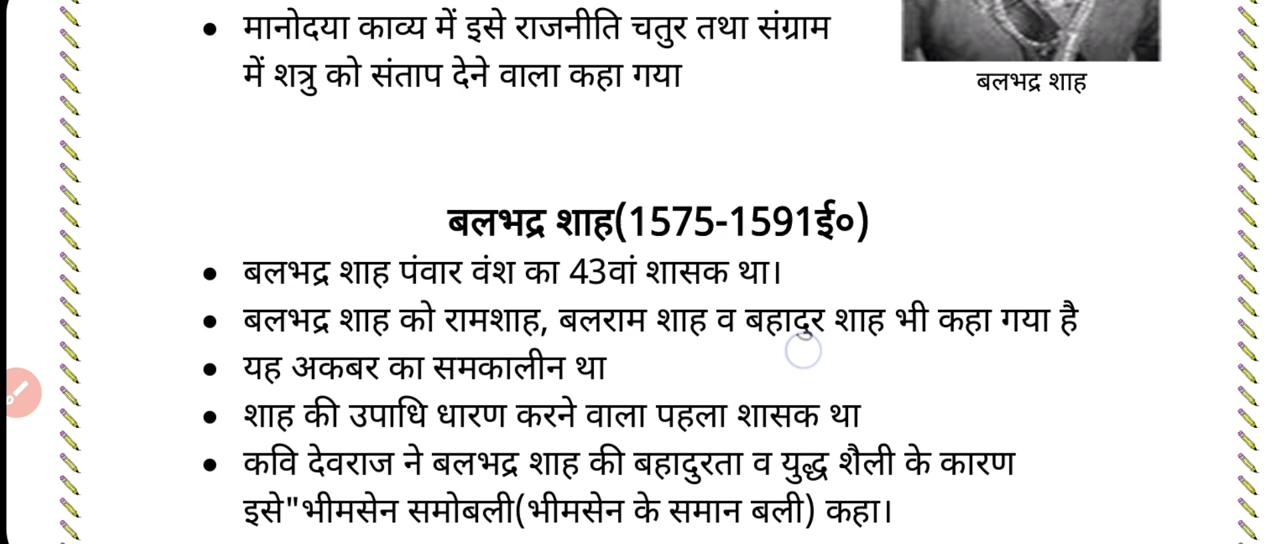 • मानोदया काव्य में इसे राजनीति चतुर तथा संग्राम
में शत्रु को संताप देने वाला कहा गया
बलभद्र शाह
बलभद्र शाह(1575-1591ई०)
• बलभद्र शाह पंवार वंश का 43वां शासक था।
• बलभद्र शाह को रामशाह, बलराम शाह व बहादुर शाह भी कहा गया है
• यह अकबर का समकालीन था
• शाह की उपाधि धारण करने वाला पहला शासक था
• कवि देवराज ने बलभद्र शाह की बहादुरता व युद्ध शैली के कारण
इसे"भीमसेन समोबली(भीमसेन के समान बली) कहा।